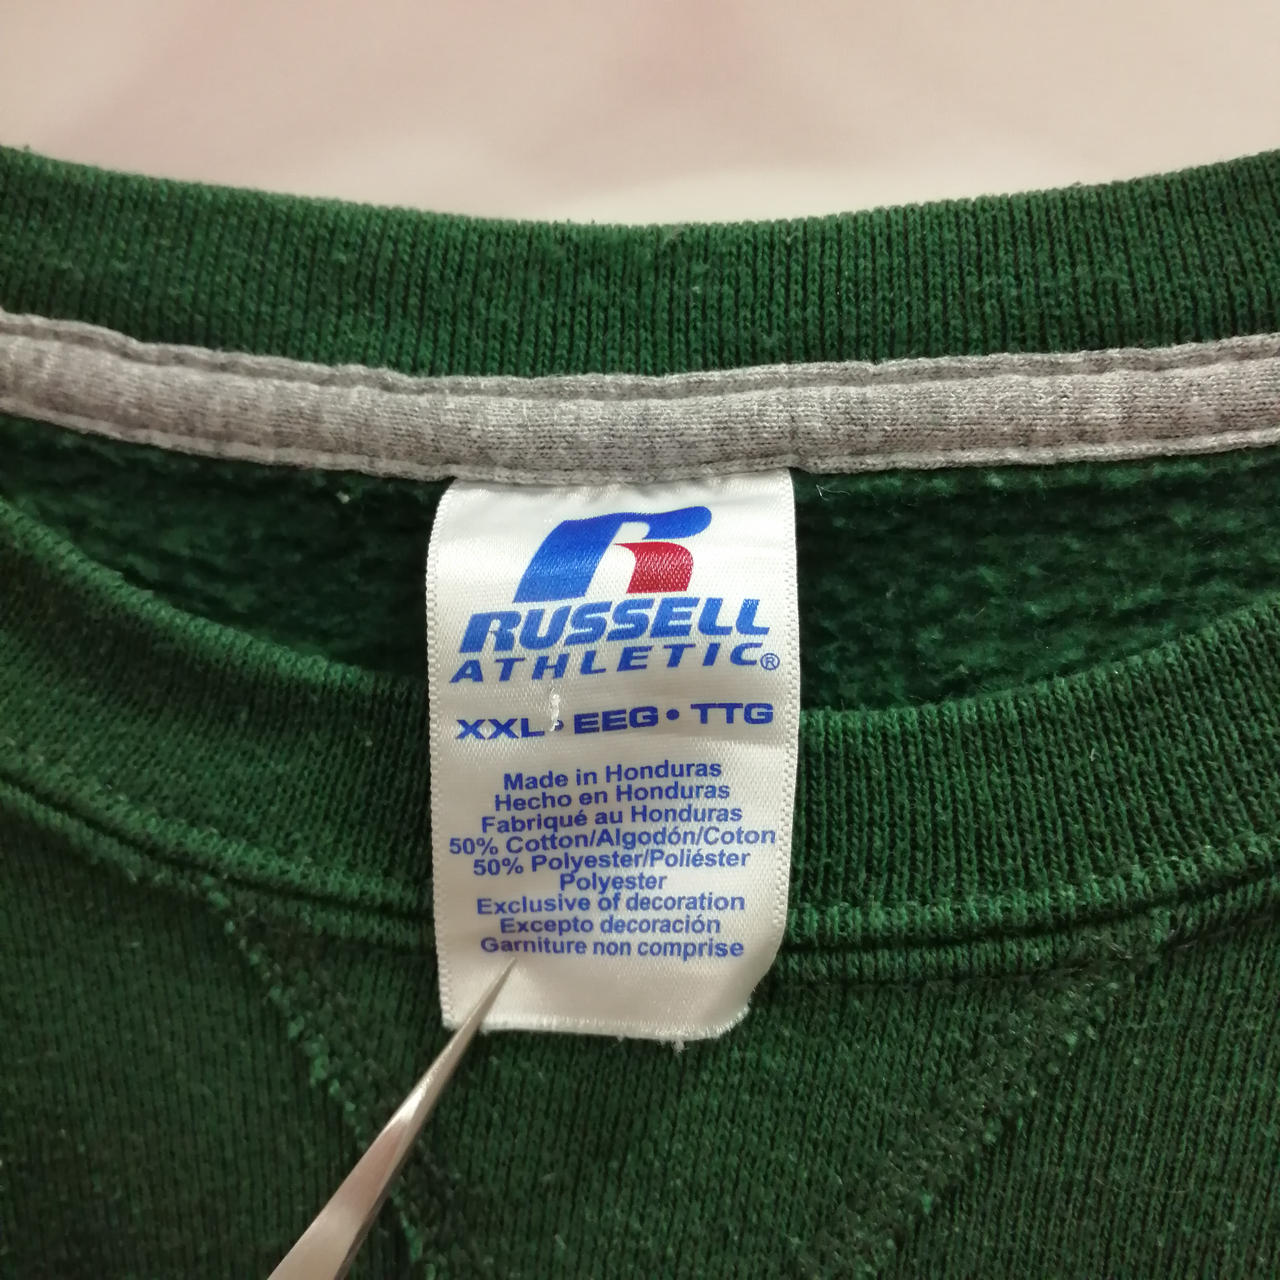 RUSSELL
ATHLETIC®
XXL • EEG • TTG
Made in Honduras
Hecho en Honduras
Fabriqué au Honduras
50% Cotton/Algodón/Coton
50% Polyester/Poliéster
Polyester
Exclusive of decoration
Excepto decoración
Garniture non comprise